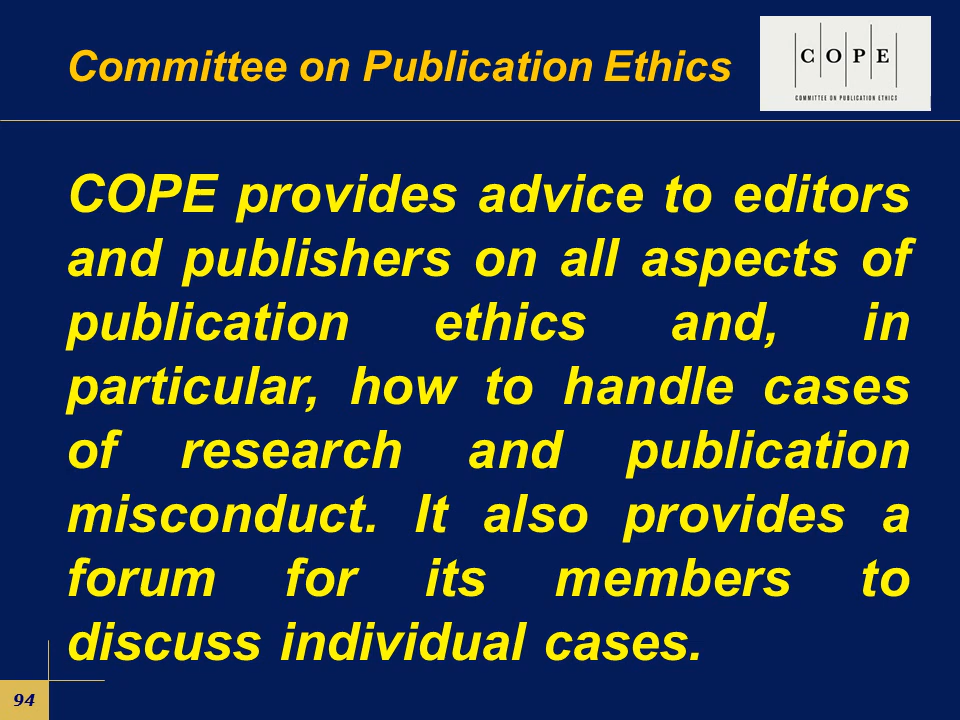 Committee on Publication Ethics
C O P E
COMMITTEE ON PUBLICATION ETHICS
COPE provides advice to editors
and publishers on all aspects of
publication ethics and, in
particular, how to handle cases
of research and publication
misconduct. It also provides a
forum for its members to
discuss individual cases.
94